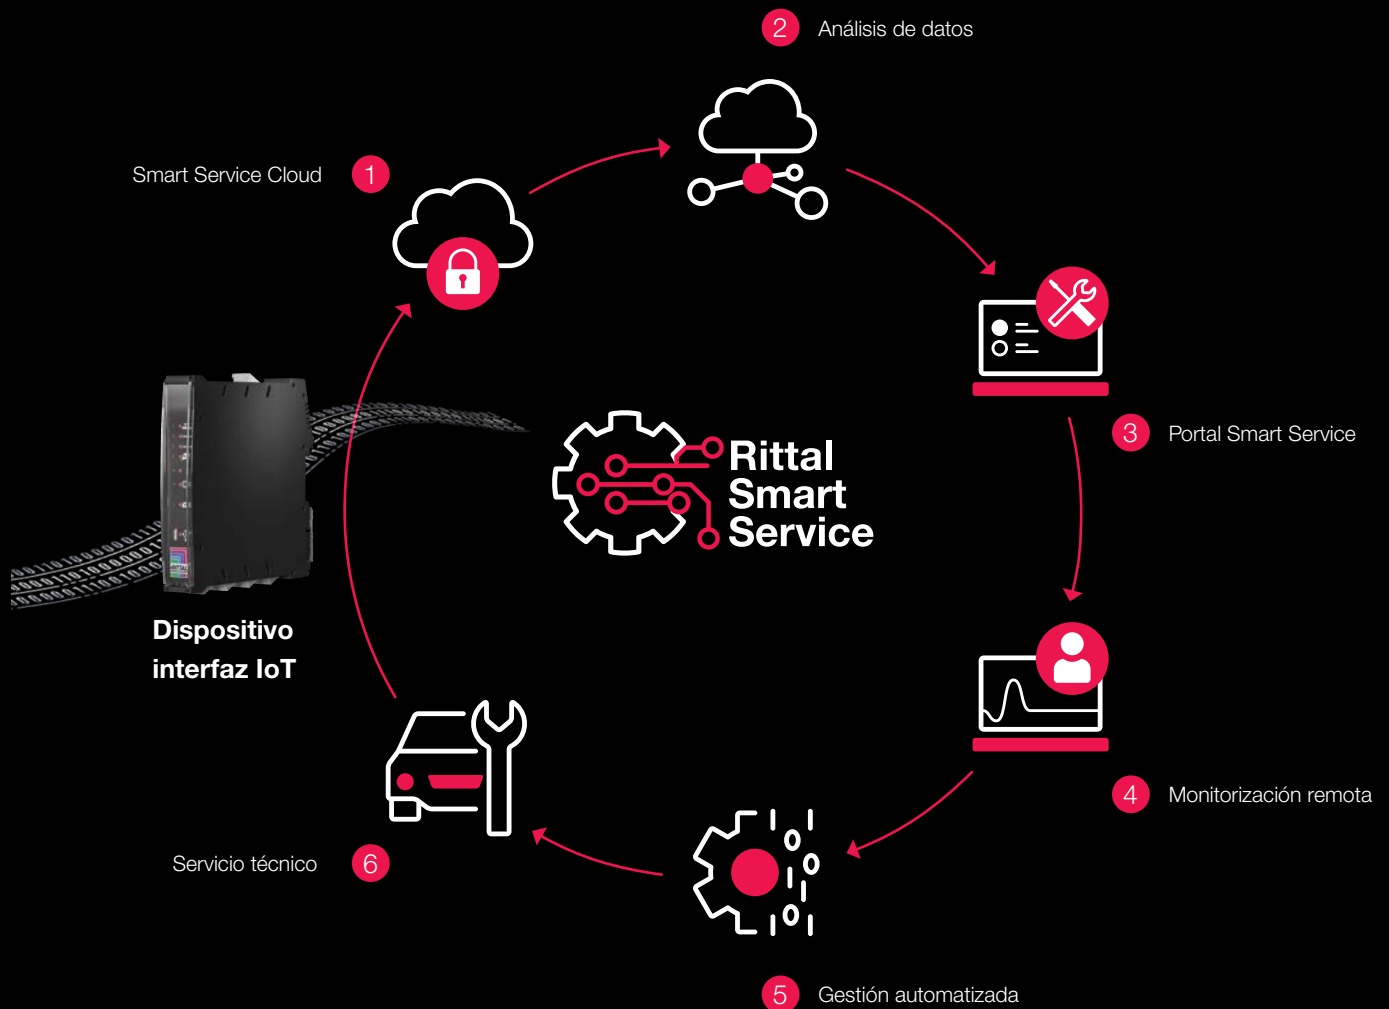 2 Análisis de datos
Smart Service Cloud 1
3 Portal Smart Service
Rittal
Smart
Service
Dispositivo
interfaz IoT
4 Monitorización remota
Servicio técnico 6
5 Gestión automatizada